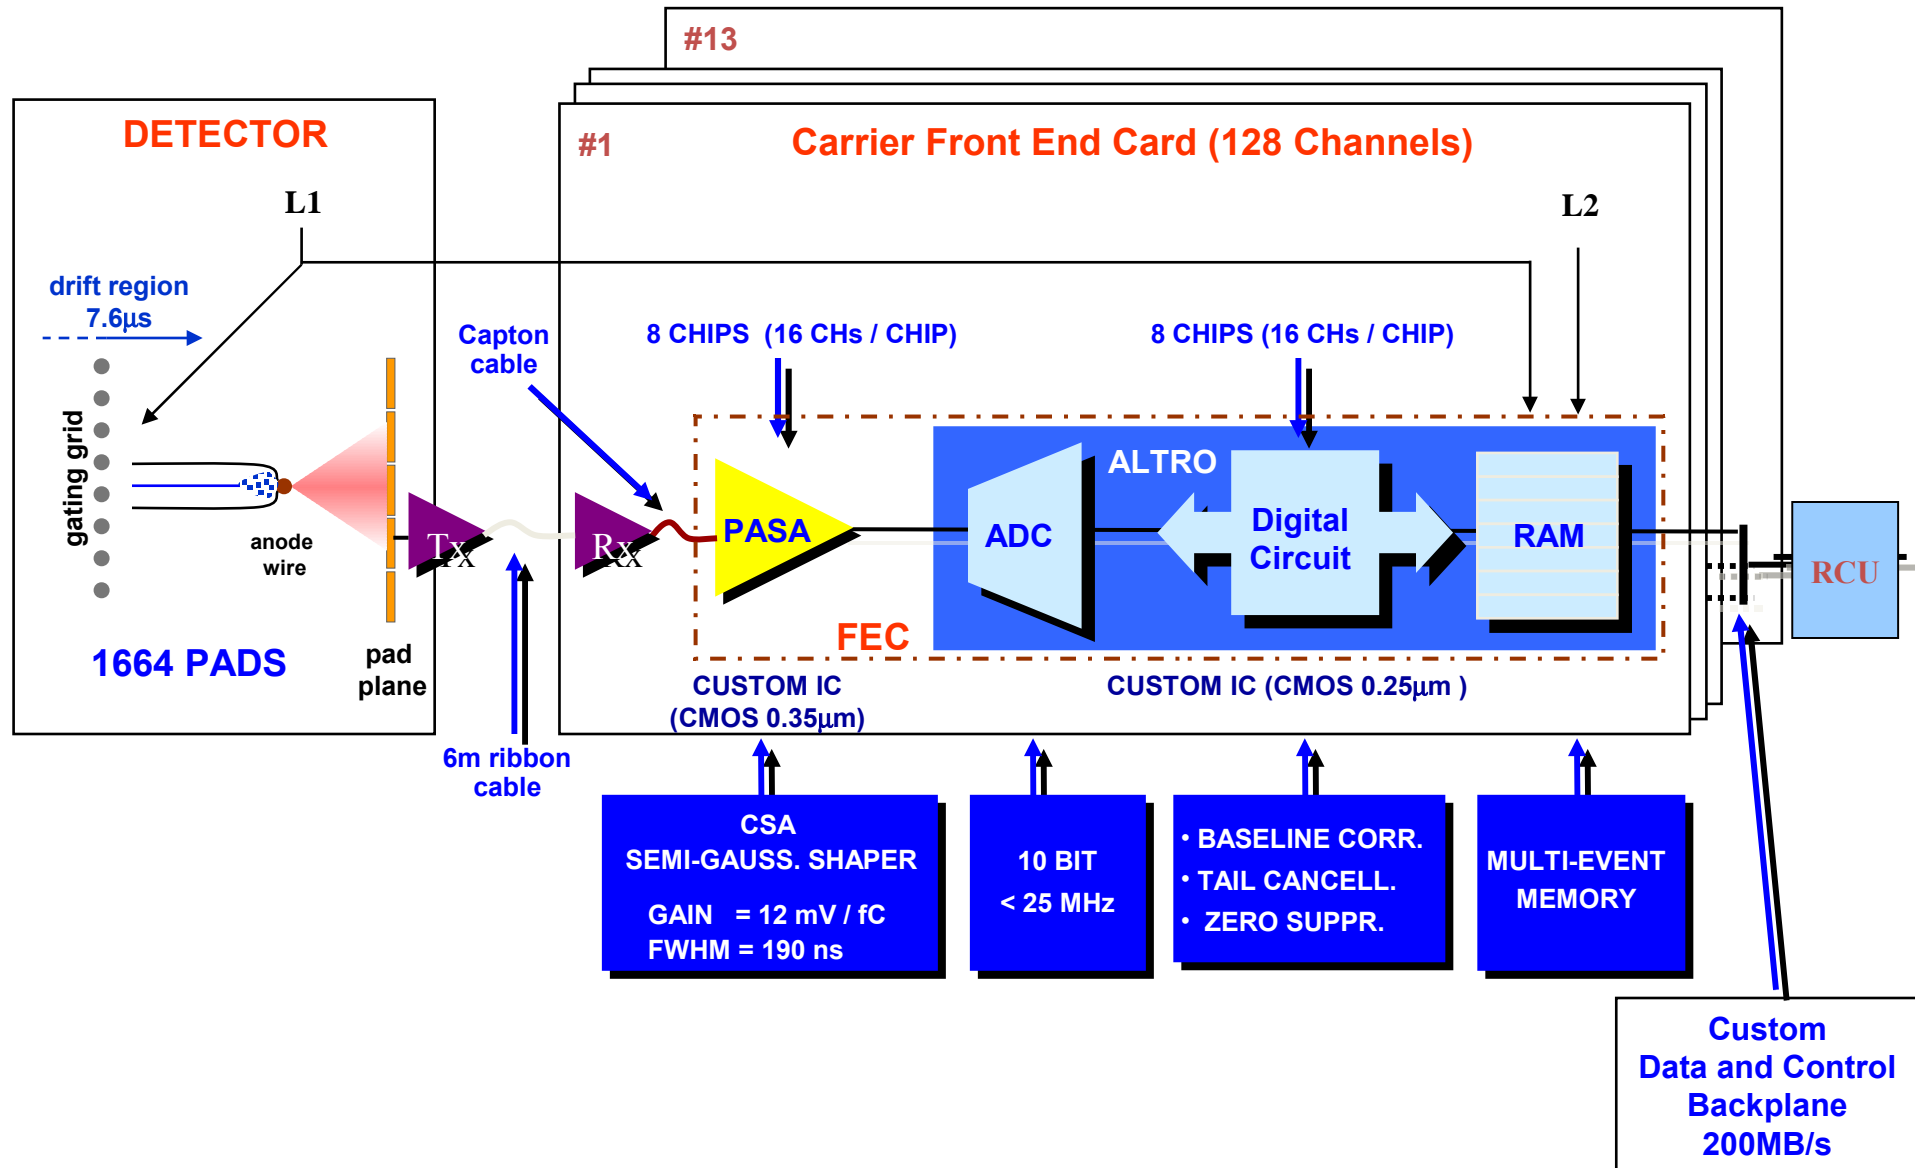 #13
DETECTOR
#1
Carrier Front End Card (128 Channels)
L1
L2
drift region
7.6μs
Capton
cable
8 CHIPS (16 CHs / CHIP)
8 CHIPS (16 CHs / CHIP)
gating grid
ALTRO
PASA
ADC
Digital
Circuit
RAM
Tx
Rx
anode
wire
RCU
FEC
1664 PADS
pad
plane
CUSTOM IC
(CMOS 0.35μm)
CUSTOM IC (CMOS 0.25μm )
6m ribbon
cable
CSA
SEMI-GAUSS. SHAPER
GAIN = 12 mV / fC
FWHM = 190 ns
10 BIT
< 25 MHz
• BASELINE CORR.
• TAIL CANCELL.
• ZERO SUPPR.
MULTI-EVENT
MEMORY
Custom
Data and Control
Backplane
200MB/s